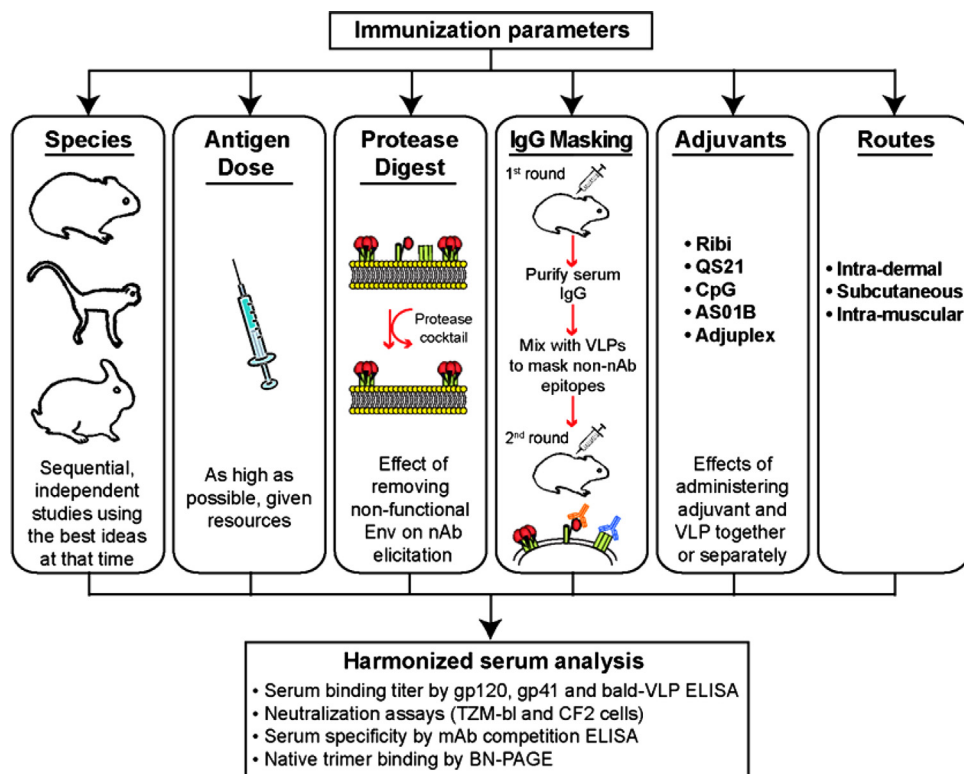 Immunization parameters
Species
Sequential,
independent
studies using
the best ideas
at that time
Antigen
Dose
As high as
possible, given
resources
Protease
Digest
Protease
cocktail
Effect of
removing
non-functional
Env on nAb
elicitation
IgG Masking
1st round
Purify serum
IgG
Mix with VLPs
to mask non-nAb
epitopes
2nd round
Adjuvants
• Ribi
• QS21
• CpG
• AS01B
• Adjuplex
Effects of
administering
adjuvant and
VLP together
or separately
Routes
• Intra-dermal
• Subcutaneous
• Intra-muscular
Harmonized serum analysis
• Serum binding titer by gp120, gp41 and bald-VLP ELISA
• Neutralization assays (TZM-bl and CF2 cells)
• Serum specificity by mAb competition ELISA
• Native trimer binding by BN-PAGE